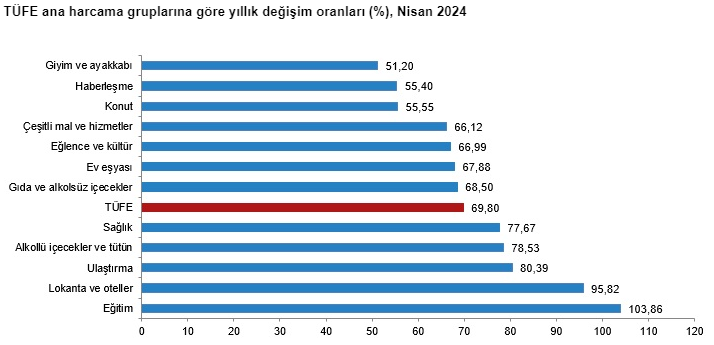 TÜFE ana harcama gruplarına göre yıllık değişim oranları (%), Nisan 2024
Giyim ve ayakkabı 51,20
Haberleşme 55,40
Konut 55,55
Çeşitli mal ve hizmetler 66,12
Eğlence ve kültür 66,99
Ev eşyası 67,88
Gıda ve alkolsüz içecekler 68,50
TÜFE 69,80
Sağlık 77,67
Alkollü içecekler ve tütün 78,53
Ulaştırma 80,39
Lokanta ve oteller 95,82
Eğitim 103,86
0 10 20 30 40 50 60 70 80 90 100 110 120